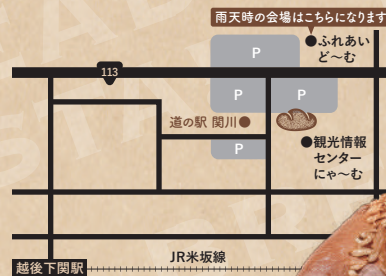 雨天時の会場はこちらになります
P
●ふれあい
ど〜む
113
P
P
道の駅 関川●
●観光情報
センター
にゃ〜む
P
JR米坂線
越後下関駅